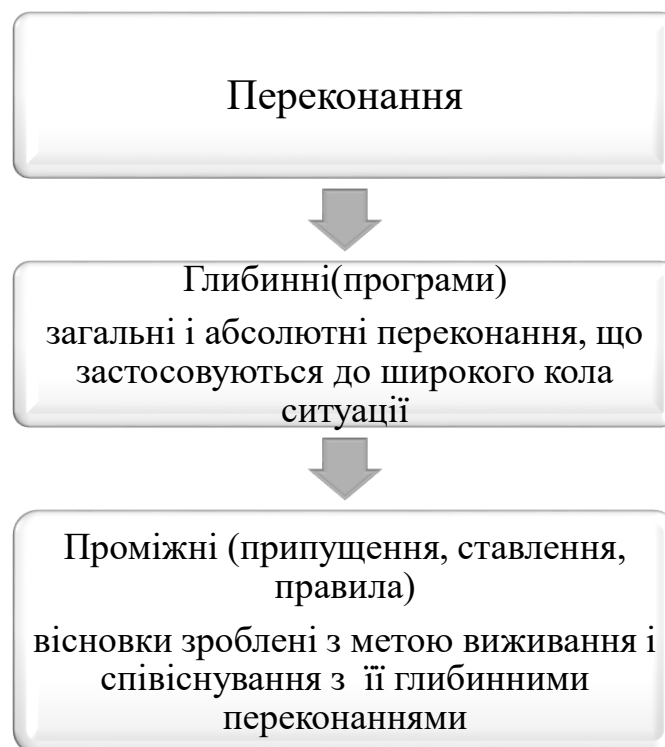 Переконання
Глибинні(програми)
загальні і абсолютні переконання, що
застосовуються до широкого кола
ситуації
Проміжні (припущення, ставлення,
правила)
вісновки зроблені з метою виживання і
співіснування з її глибинними
переконаннями